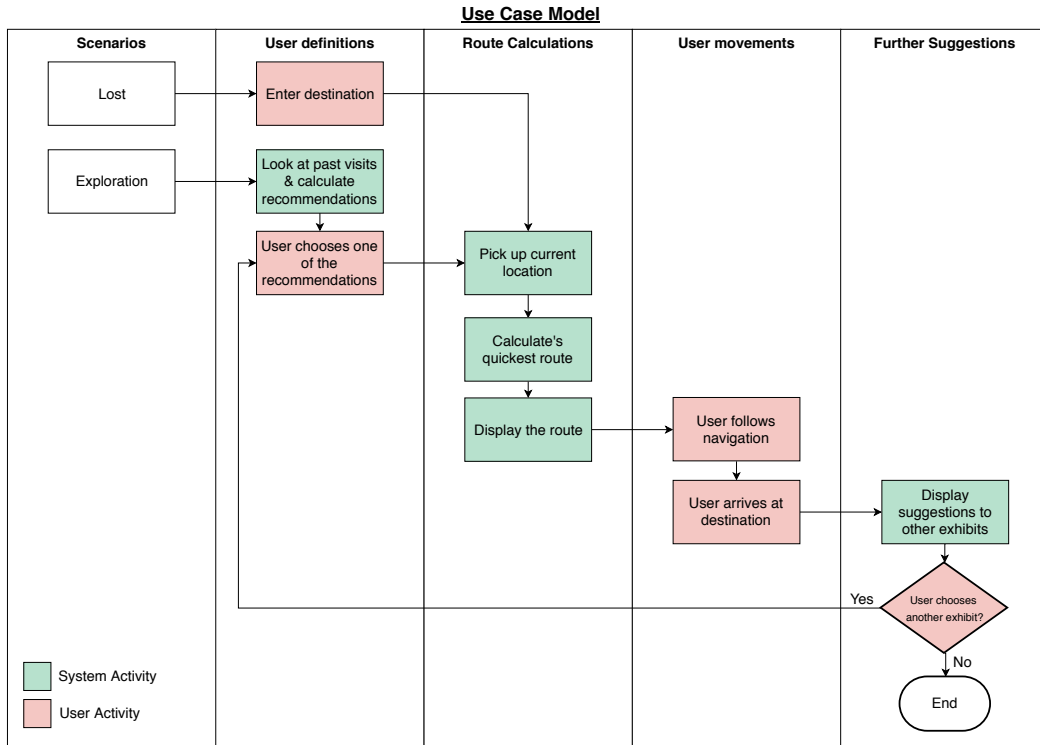 Use Case Model
Scenarios
User definitions
Route Calculations
User movements
Further Suggestions
Lost
Enter destination
Exploration
Look at past visits
& calculate
recommendations
User chooses one
of the
recommendations
Pick up current
location
Calculate's
quickest route
Display the route
User follows
navigation
User arrives at
destination
Display
suggestions to
other exhibits
User chooses
another exhibit?
Yes
No
End
System Activity
User Activity